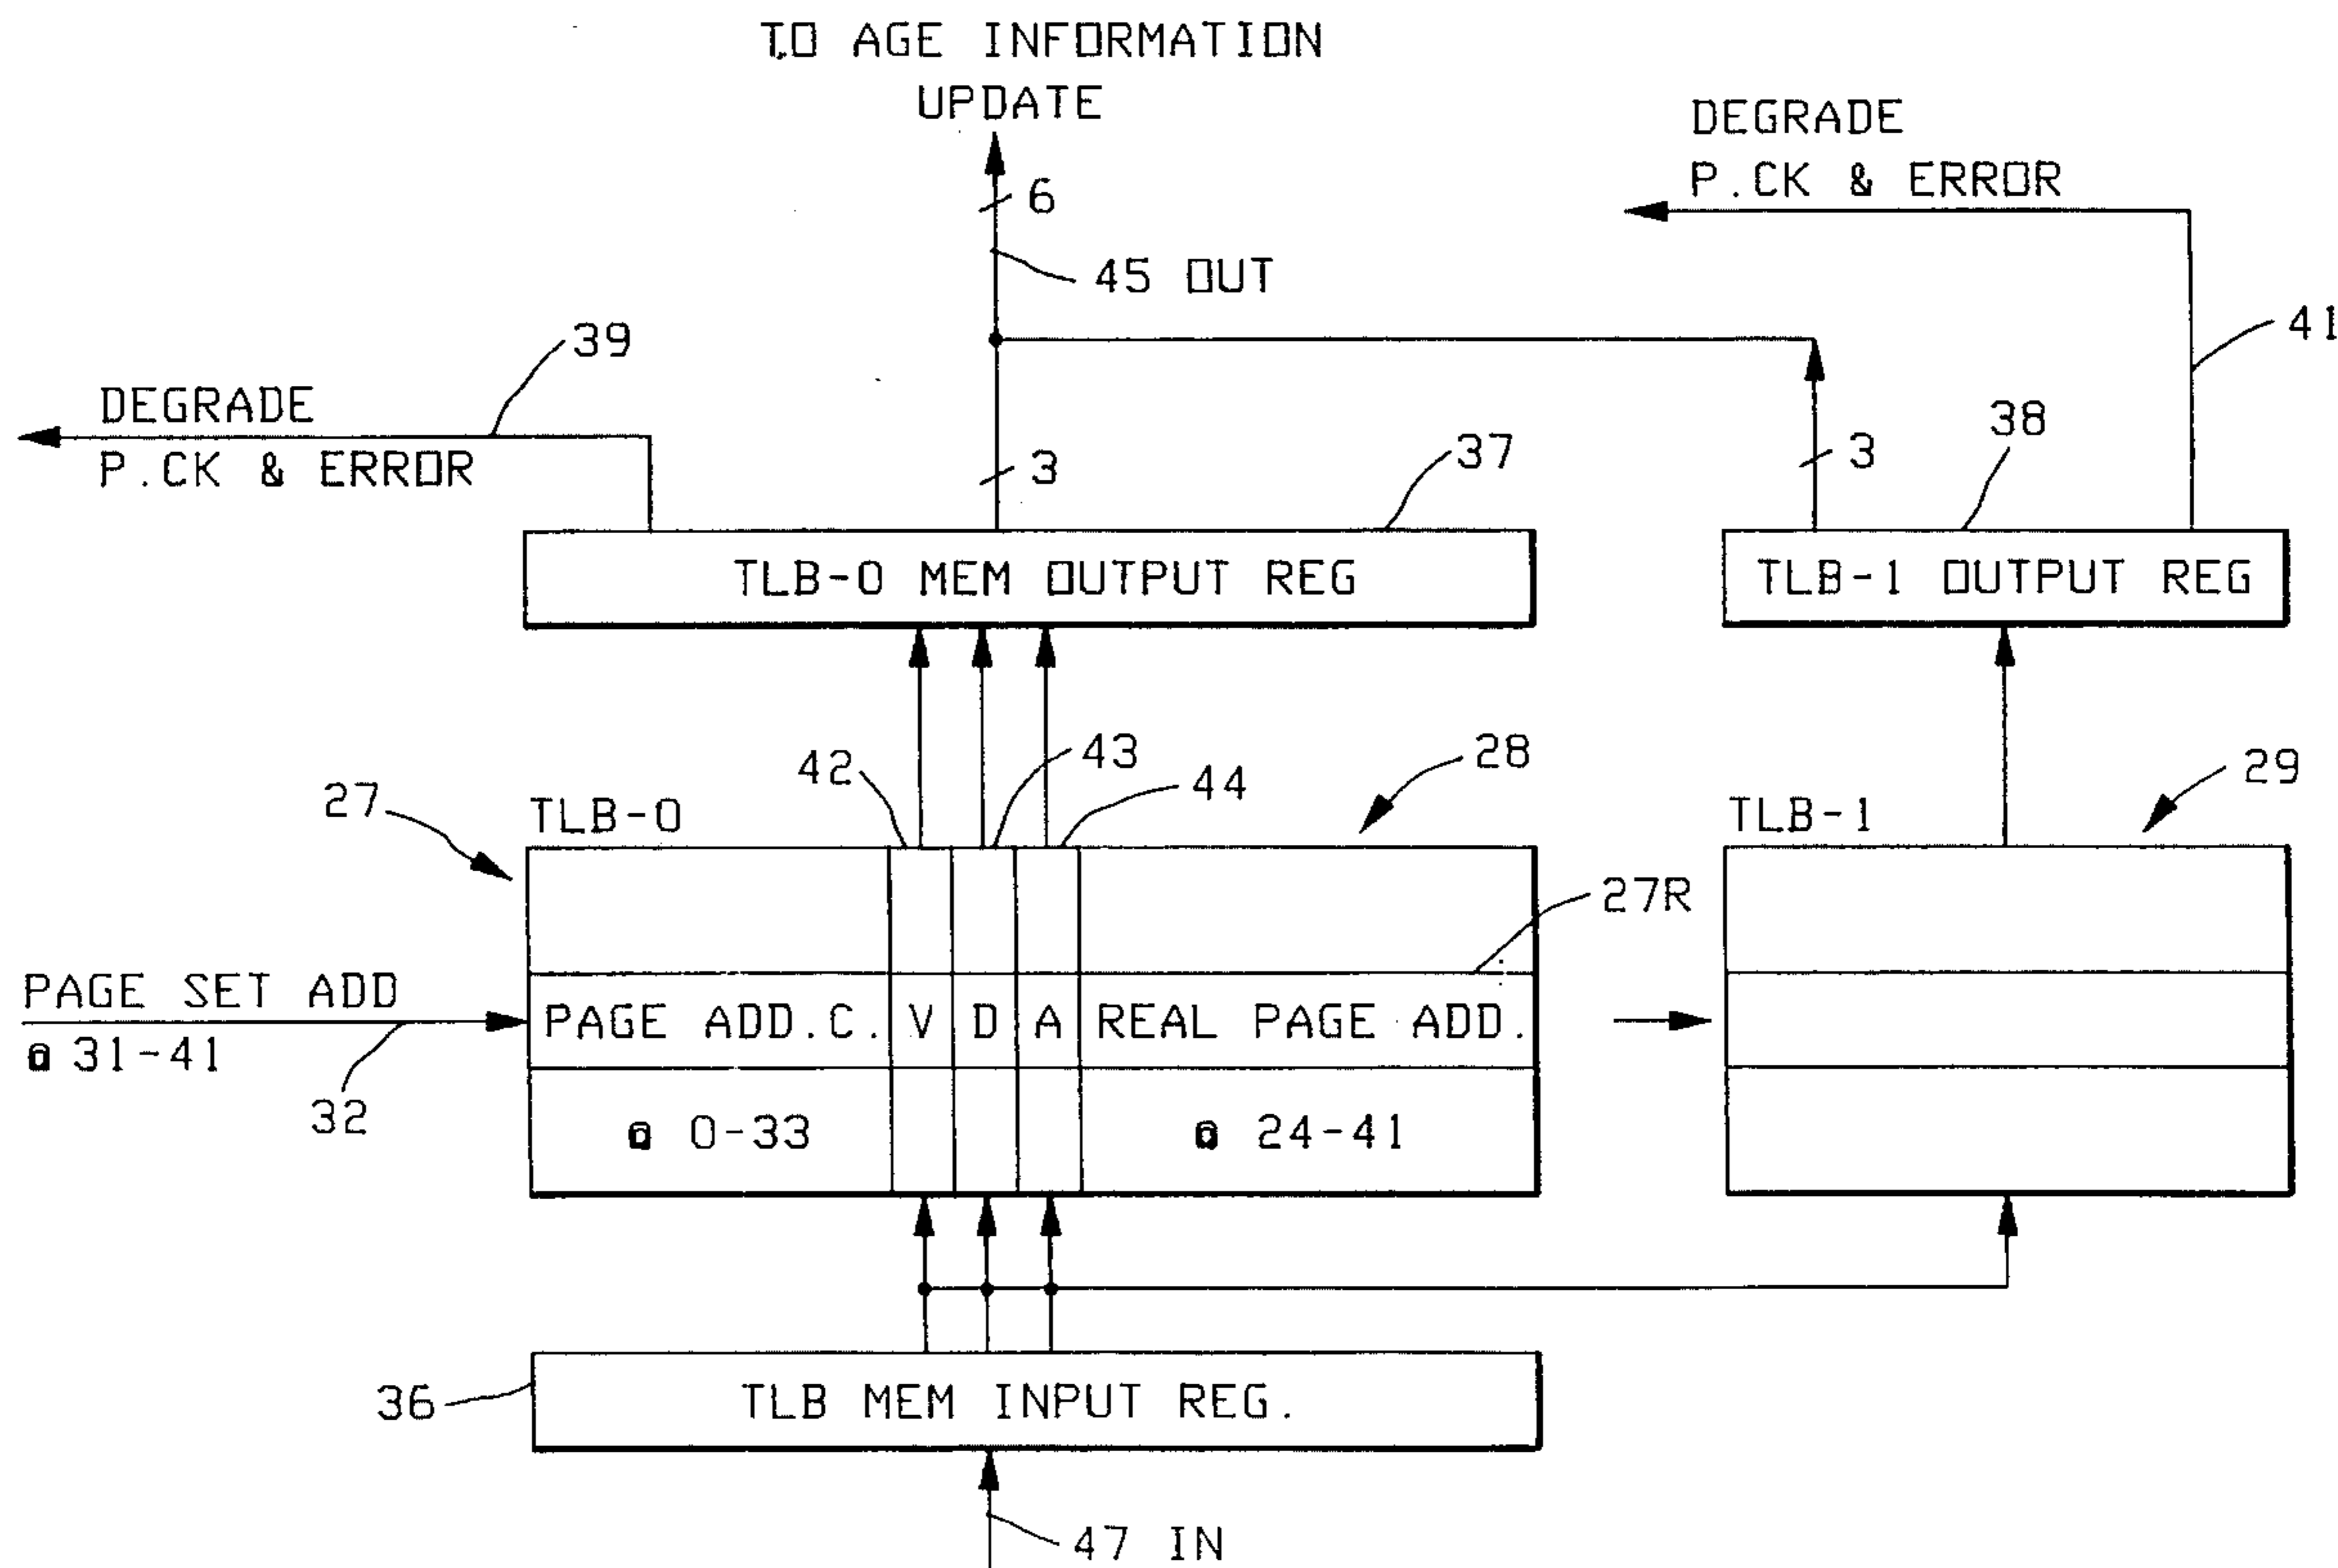 TO AGE INFORMATION
UPDATE
DEGRADE
P.CK & ERROR
6
45 OUT
41
39
DEGRADE
P.CK & ERROR
3
37
3
38
TLB-0 MEM OUTPUT REG
TLB-1 OUTPUT REG
27
TLB-0
42
43
44
28
TLB-1
29
27R
PAGE SET ADD
31-41
32
PAGE ADD.C. V D A REAL PAGE ADD.
0-33
24-41
36
TLB MEM INPUT REG.
47 IN